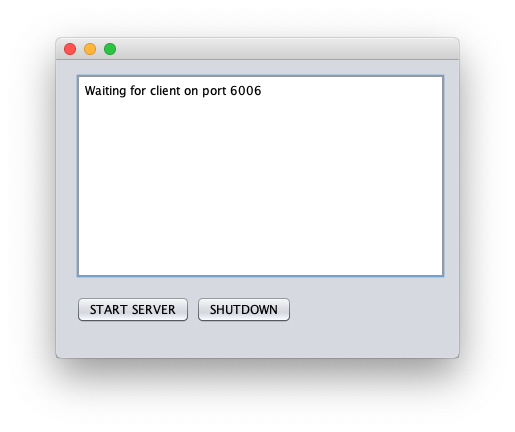 Waiting for client on port 6006
START SERVER
SHUTDOWN